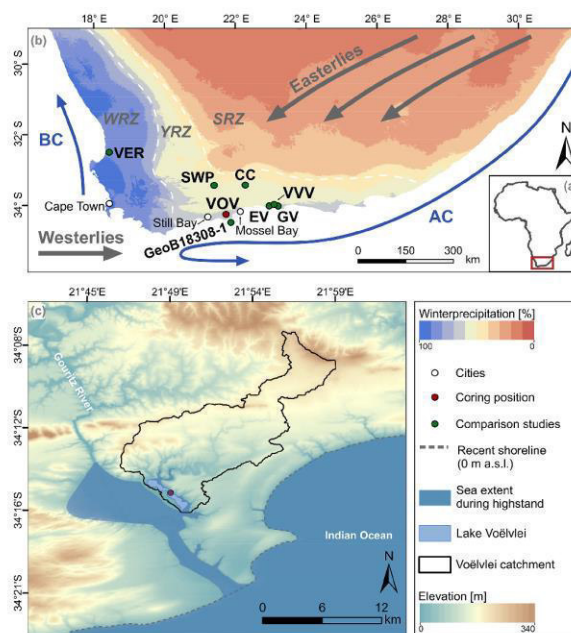 18°E 20°E 22°E 24°E 26°E 28°E 30°E
(b)
30°S
32°S
34°S
Easterlies
WRZ
YRZ
SRZ
BC
VER
SWP
CC
VVV
VOV
Cape Town
Still Bay
EV
GV
Mossel Bay
GeoB18308-1
AC
Westerlies
N
(a)
0 150 300
km
21°45'E 21°49'E 21°54'E 21°59'E
(c)
34°08'S
34°12'S
34°16'S
34°21'S
Gouritz River
Indian Ocean
N
0 6 12
km
Winterprecipitation [%]
100 0
Cities
Coring position
Comparison studies
Recent shoreline
(0 m a.s.l.)
Sea extent
during highstand
Lake Voëlvlei
Voëlvlei catchment
Elevation [m]
0 340